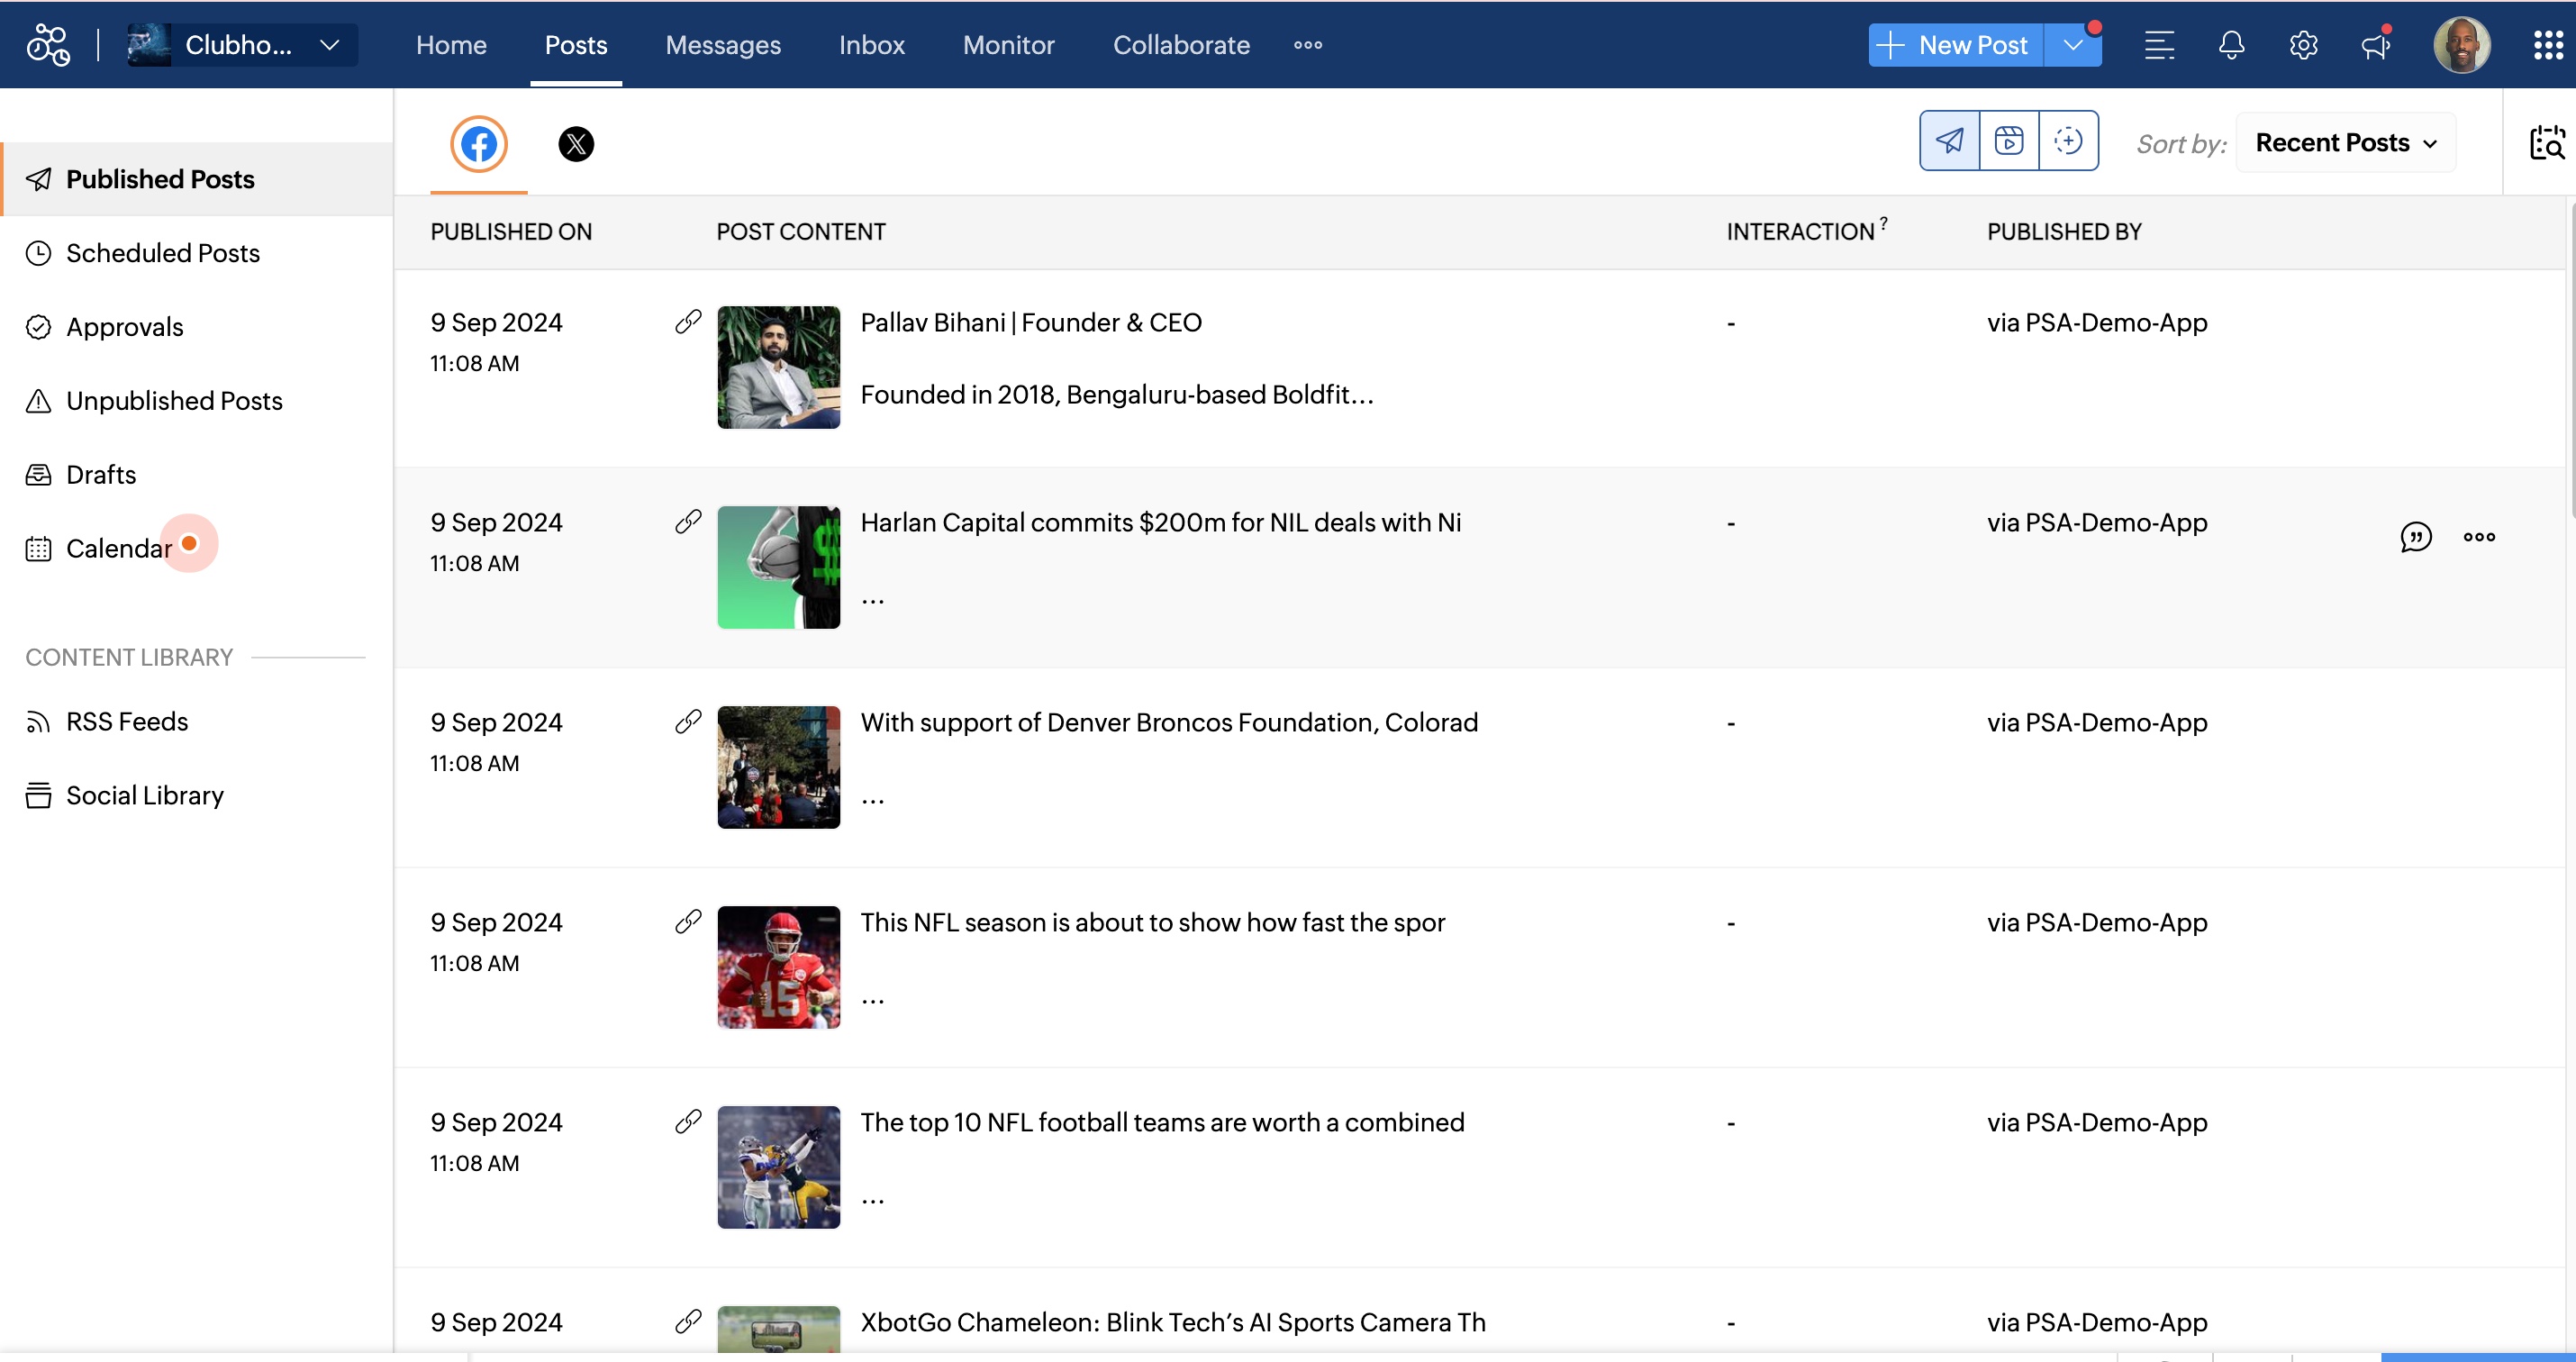 Clubho...
Home
Posts
Messages
Inbox
Monitor
Collaborate
New Post
Published Posts
Scheduled Posts
Approvals
Unpublished Posts
Drafts
Calendar
CONTENT LIBRARY
RSS Feeds
Social Library
Sort by:
Recent Posts
PUBLISHED ON
POST CONTENT
INTERACTION ?
PUBLISHED BY
9 Sep 2024
11:08 AM
Pallav Bihani | Founder & CEO
Founded in 2018, Bengaluru-based Boldfit...
-
via PSA-Demo-App
9 Sep 2024
11:08 AM
Harlan Capital commits $200m for NIL deals with Ni
...
-
via PSA-Demo-App
9 Sep 2024
11:08 AM
With support of Denver Broncos Foundation, Colorad
...
-
via PSA-Demo-App
9 Sep 2024
11:08 AM
15
This NFL season is about to show how fast the spor
...
-
via PSA-Demo-App
9 Sep 2024
11:08 AM
The top 10 NFL football teams are worth a combined
...
-
via PSA-Demo-App
9 Sep 2024
XbotGo Chameleon: Blink Tech’s AI Sports Camera Th
-
via PSA-Demo-App